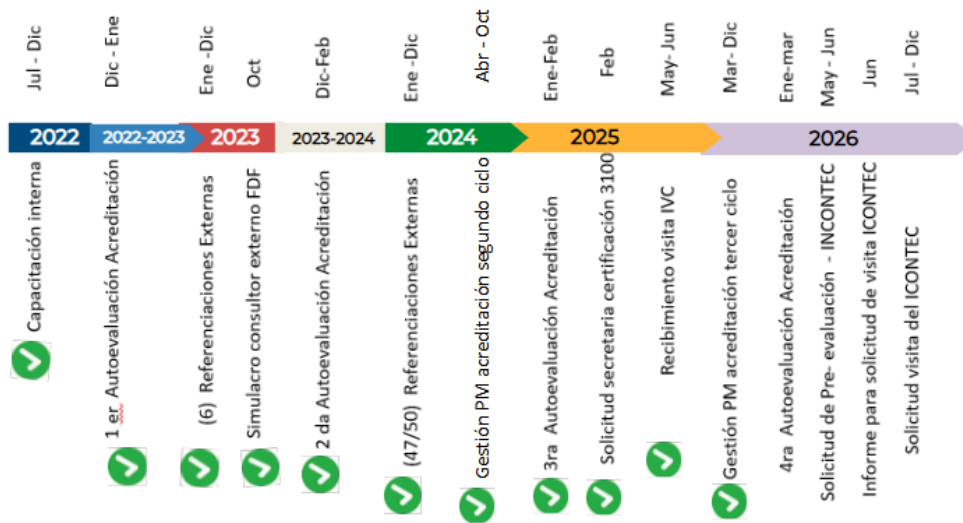 Jul - Dic
Dic - Ene
Ene -Dic
Oct
Dic-Feb
Ene -Dic
Abr - Oct
Ene-Feb
Feb
May- Jun
Mar- Dic
Ene-mar
May - Jun
Jun
Jul - Dic
2022
2022-2023
2023
2023-2024
2024
2025
2026
Capacitación interna
1 er Autoevaluación Acreditación
(6) Referenciaciones Externas
Simulacro consultor externo FDF
2 da Autoevaluación Acreditación
(47/50) Referenciaciones Externas
Gestión PM acreditación segundo ciclo
3ra Autoevaluación Acreditación
Solicitud secretaria certificación 3100
Recibimiento visita IVC
Gestión PM acreditación tercer ciclo
4ra Autoevaluación Acreditación
Solicitud de Pre- evaluación - INCONTEC
Informe para solicitud de visita ICONTEC
Solicitud visita del ICONTEC